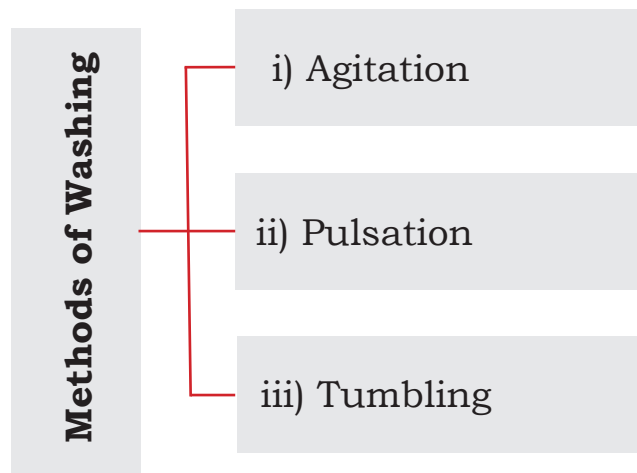 Methods of Washing
i) Agitation
ii) Pulsation
iii) Tumbling